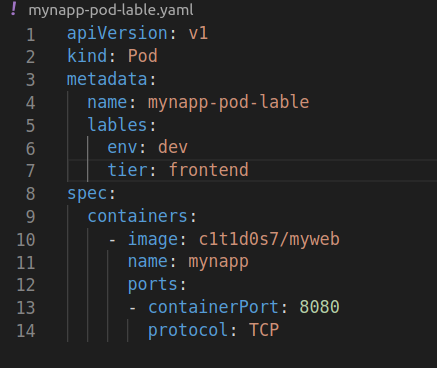 ! mynapp-pod-lable.yaml
1 apiVersion: v1
2 kind: Pod
3 metadata:
4 name: mynapp-pod-lable
5 lables:
6 env: dev
7 tier: frontend
8 spec:
9 containers:
10 - image: c1t1d0s7/myweb
11 name: mynapp
12 ports:
13 - containerPort: 8080
14 protocol: TCP